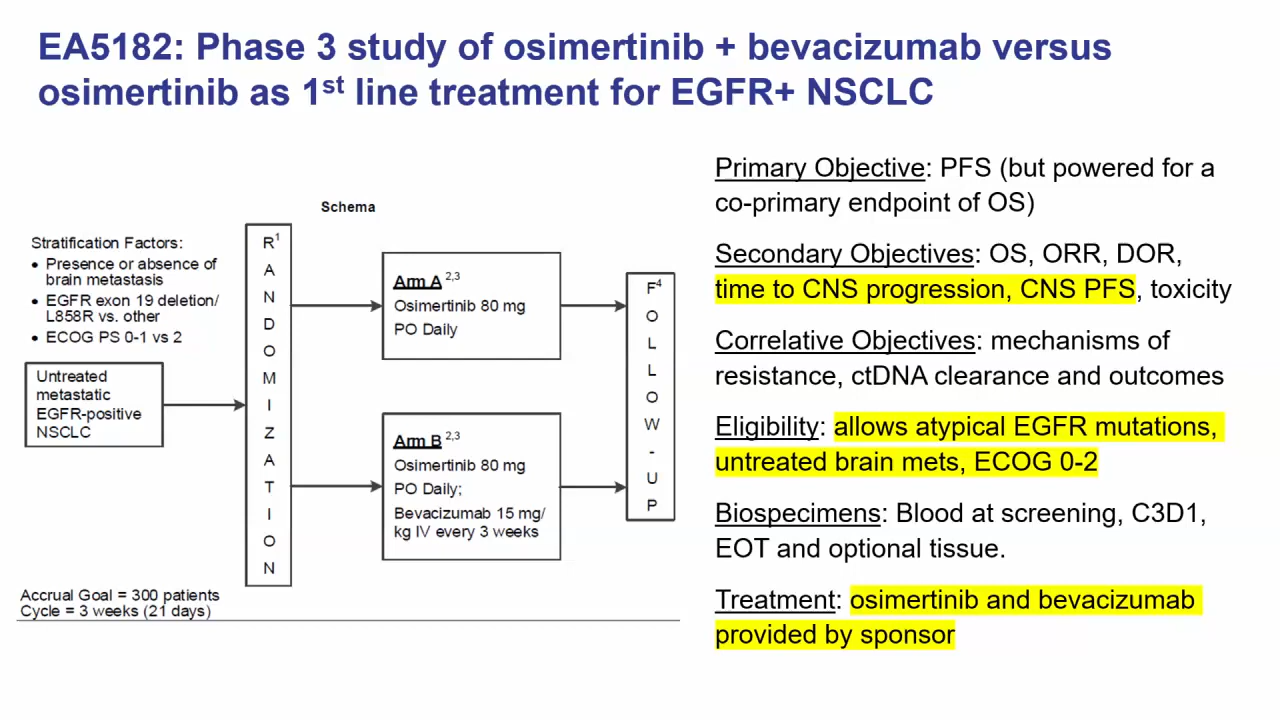 EA5182: Phase 3 study of osimertinib + bevacizumab versus
osimertinib as 1st line treatment for EGFR+ NSCLC
Schema
Stratification Factors:
• Presence or absence of
brain metastasis
• EGFR exon 19 deletion/
L858R vs. other
• ECOG PS 0-1 vs 2
Untreated
metastatic
EGFR-positive
NSCLC
R1
A
N
D
O
M
I
Z
A
T
I
O
N
Arm A 2,3
Osimertinib 80 mg
PO Daily
Arm B 2,3
Osimertinib 80 mg
PO Daily;
Bevacizumab 15 mg/
kg IV every 3 weeks
F4
O
L
L
O
W
-
U
P
Accrual Goal = 300 patients
Cycle = 3 weeks (21 days)
Primary Objective: PFS (but powered for a
co-primary endpoint of OS)
Secondary Objectives: OS, ORR, DOR,
time to CNS progression, CNS PFS, toxicity
Correlative Objectives: mechanisms of
resistance, ctDNA clearance and outcomes
Eligibility: allows atypical EGFR mutations,
untreated brain mets, ECOG 0-2
Biospecimens: Blood at screening, C3D1,
EOT and optional tissue.
Treatment: osimertinib and bevacizumab
provided by sponsor